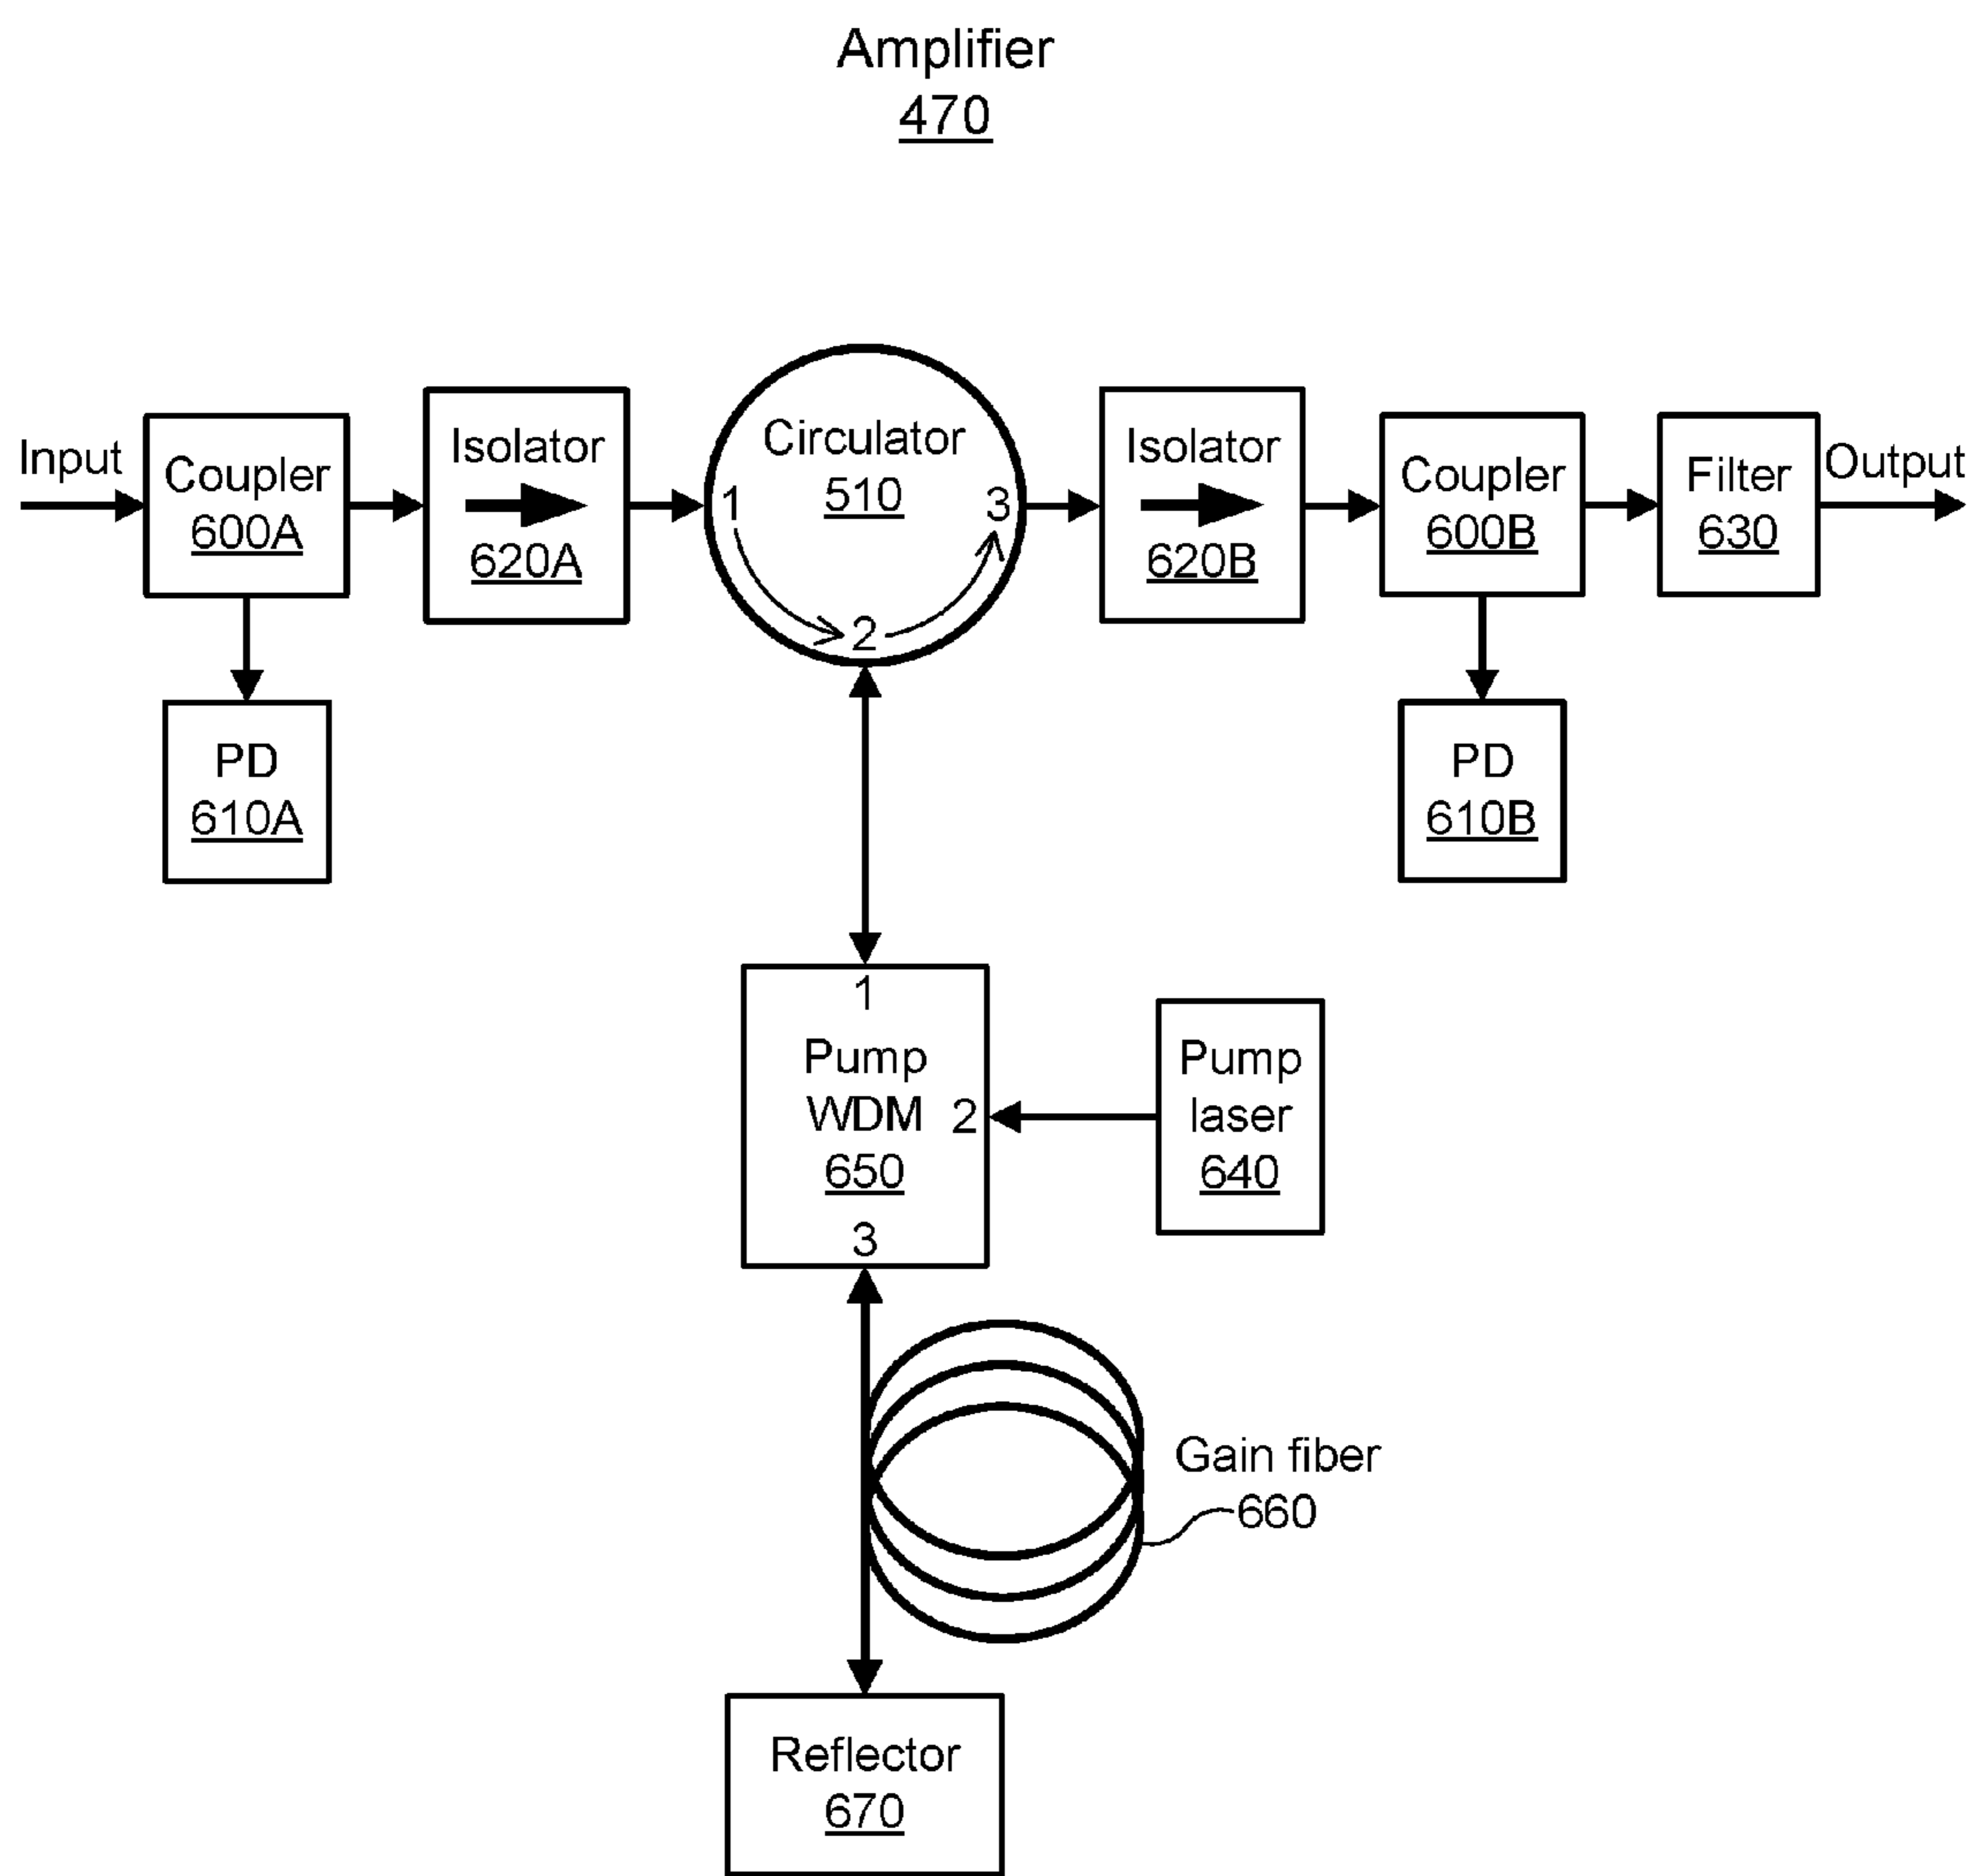 Amplifier
470
Input
Coupler
600A
Isolator
620A
Circulator
510
1
2
3
Isolator
620B
Coupler
600B
Filter
630
Output
PD
610A
PD
610B
1
Pump
WDM
650
2
3
Pump
laser
640
Gain fiber
660
Reflector
670